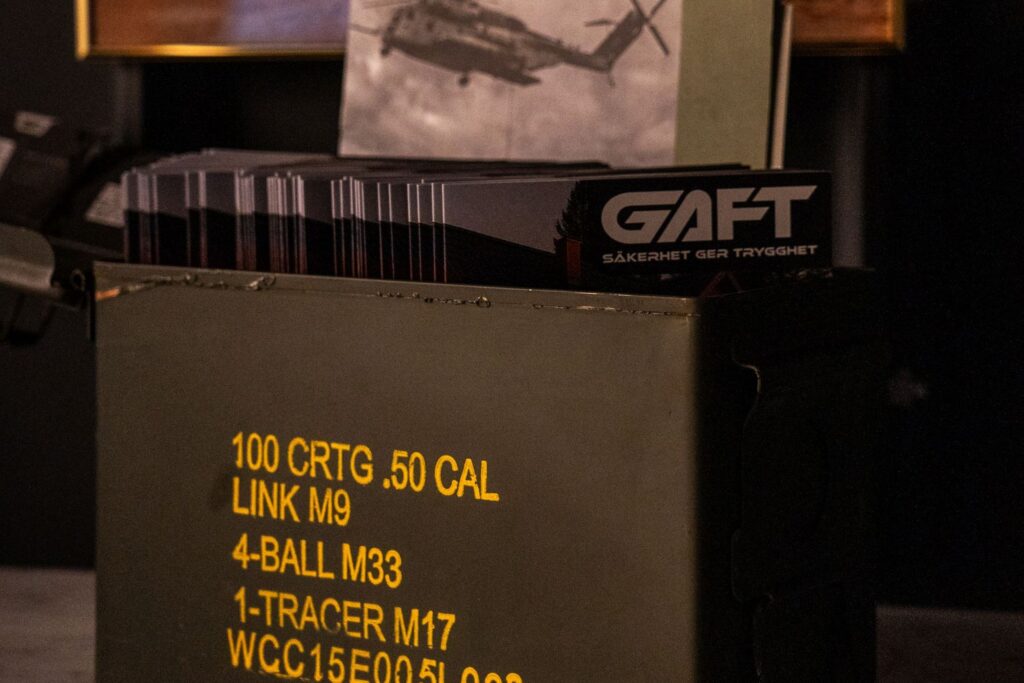 GAFT
SÄKERHET GER TRYGGHET
100 CRTG .50 CAL
LINK M9
4-BALL M33
1-TRACER M17